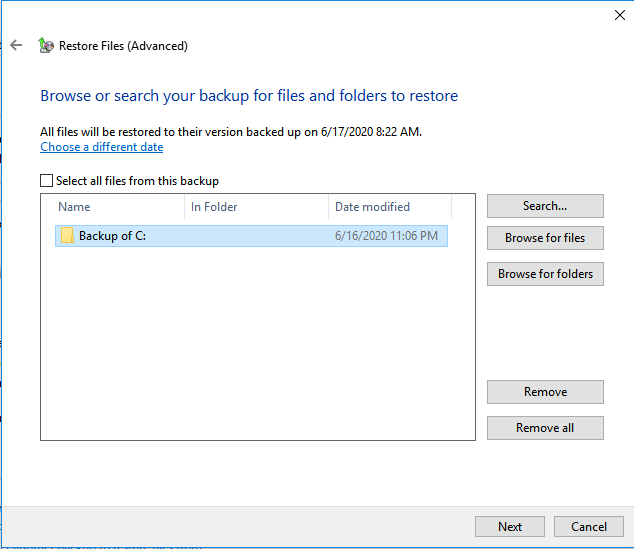 Restore Files (Advanced)
Browse or search your backup for files and folders to restore
All files will be restored to their version backed up on 6/17/2020 8:22 AM.
Choose a different date
Select all files from this backup
Name In Folder Date modified
Search...
Backup of C: 6/16/2020 11:06 PM
Browse for files
Browse for folders
Remove
Remove all
Next Cancel